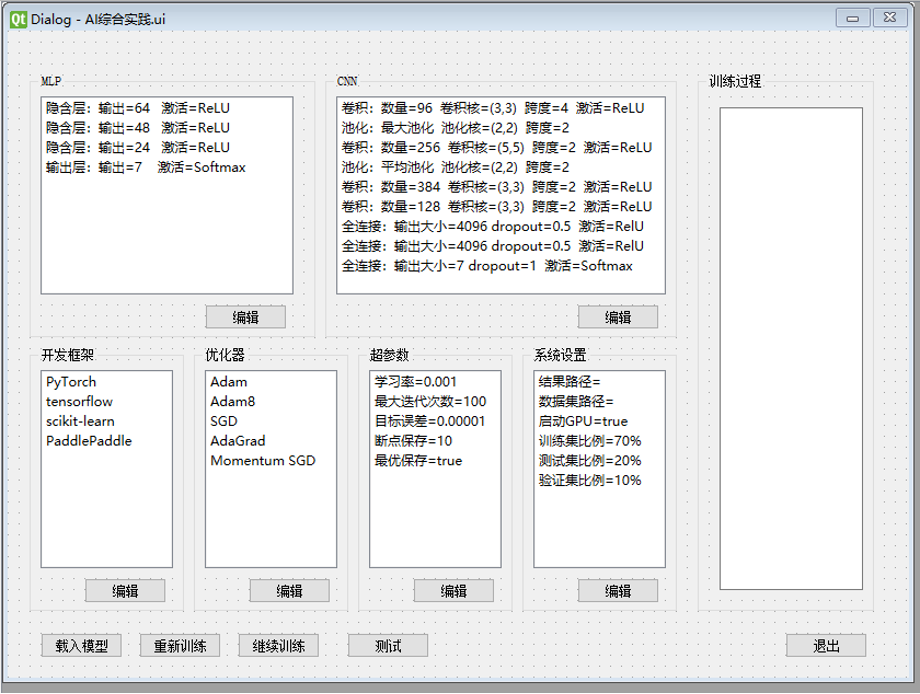 Qt Dialog - AI综合实践.ui
MLP
隐含层：输出=64 激活=ReLU
隐含层：输出=48 激活=ReLU
隐含层：输出=24 激活=ReLU
输出层：输出=7 激活=Softmax
编辑
CNN
卷积：数量=96 卷积核=(3,3) 跨度=4 激活=ReLU
池化：最大池化 池化核=(2,2) 跨度=2
卷积：数量=256 卷积核=(5,5) 跨度=2 激活=ReLU
池化：平均池化 池化核=(2,2) 跨度=2
卷积：数量=384 卷积核=(3,3) 跨度=2 激活=ReLU
卷积：数量=128 卷积核=(3,3) 跨度=2 激活=ReLU
全连接：输出大小=4096 dropout=0.5 激活=RelU
全连接：输出大小=4096 dropout=0.5 激活=RelU
全连接：输出大小=7 dropout=1 激活=Softmax
编辑
训练过程
开发框架
PyTorch
tensorflow
scikit-learn
PaddlePaddle
编辑
优化器
Adam
Adam8
SGD
AdaGrad
Momentum SGD
编辑
超参数
学习率=0.001
最大迭代次数=100
目标误差=0.00001
断点保存=10
最优保存=true
编辑
系统设置
结果路径=
数据集路径=
启动GPU=true
训练集比例=70%
测试集比例=20%
验证集比例=10%
编辑
载入模型 重新训练 继续训练 测试 退出